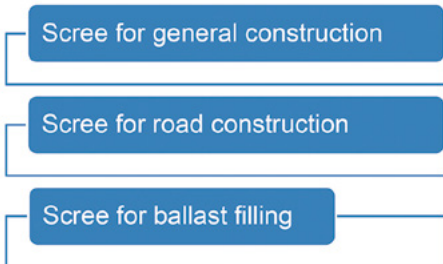 Scree for general construction
Scree for road construction
Scree for ballast filling